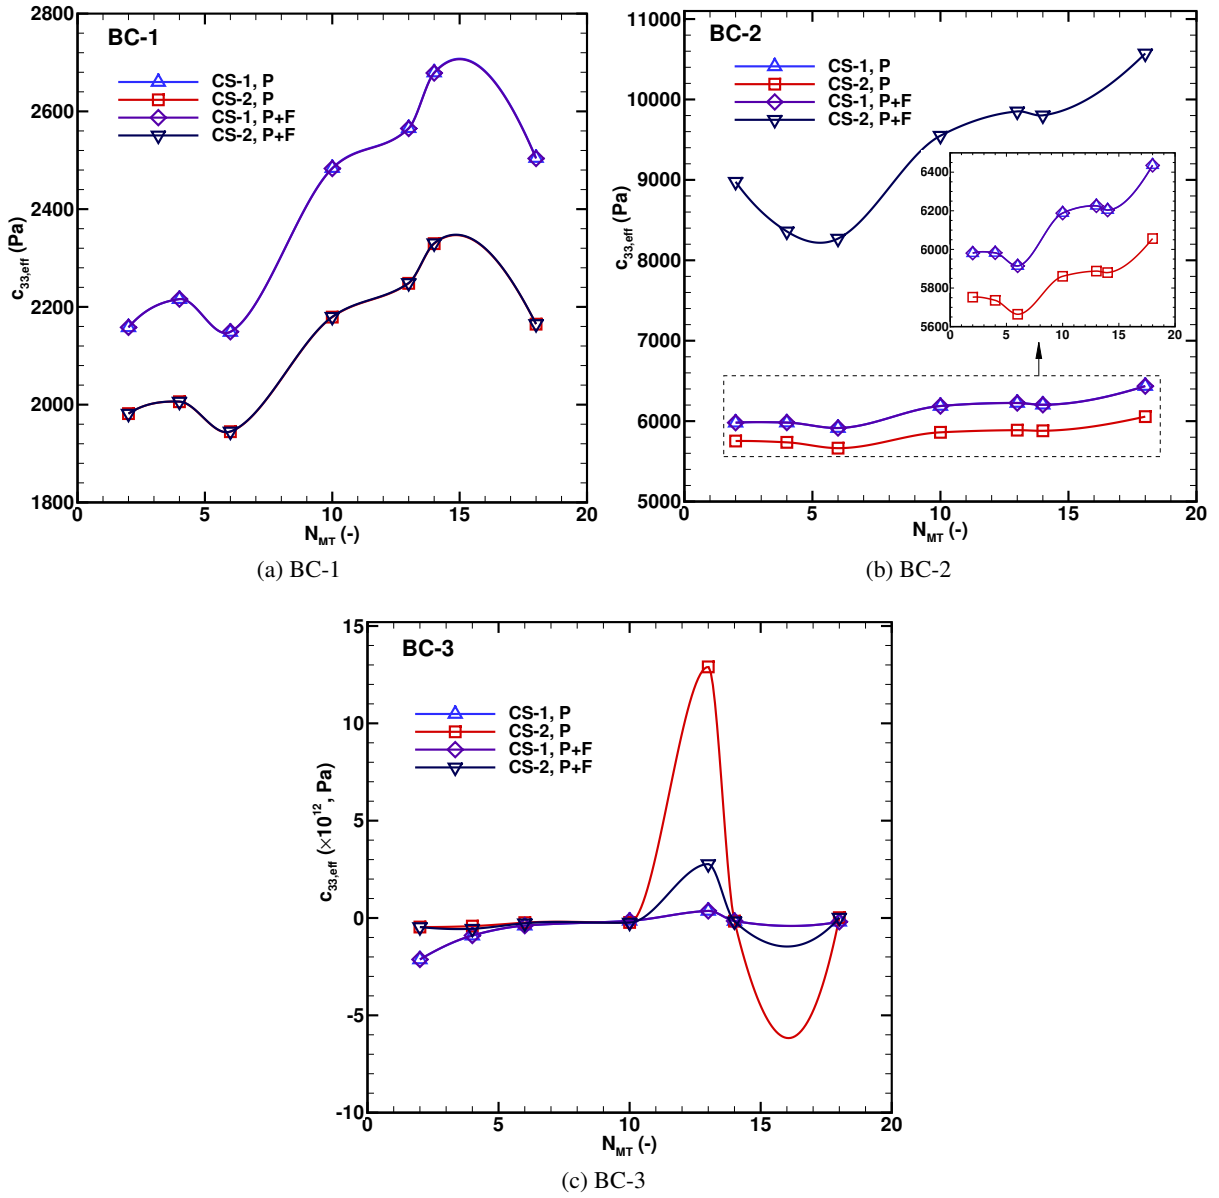 BC-1
CS-1, P
CS-2, P
CS-1, P+F
CS-2, P+F
2800
2600
2400
2200
2000
1800
c33,eff (Pa)
0 5 10 15 20
NMT (-)
(a) BC-1
BC-2
CS-1, P
CS-2, P
CS-1, P+F
CS-2, P+F
11000
10000
9000
8000
7000
6000
5000
c33,eff (Pa)
6400
6200
6000
5800
5600
0 5 10 15 20
0 5 10 15 20
NMT (-)
(b) BC-2
BC-3
CS-1, P
CS-2, P
CS-1, P+F
CS-2, P+F
15
10
5
0
-5
-10
c33,eff (×10^12, Pa)
0 5 10 15 20
NMT (-)
(c) BC-3